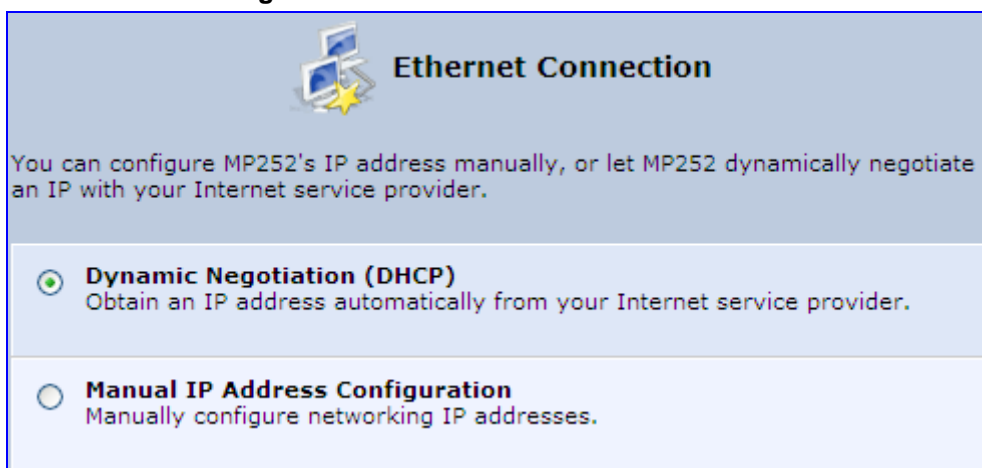 Ethernet Connection
You can configure MP252's IP address manually, or let MP252 dynamically negotiate
an IP with your Internet service provider.
Dynamic Negotiation (DHCP)
Obtain an IP address automatically from your Internet service provider.
Manual IP Address Configuration
Manually configure networking IP addresses.